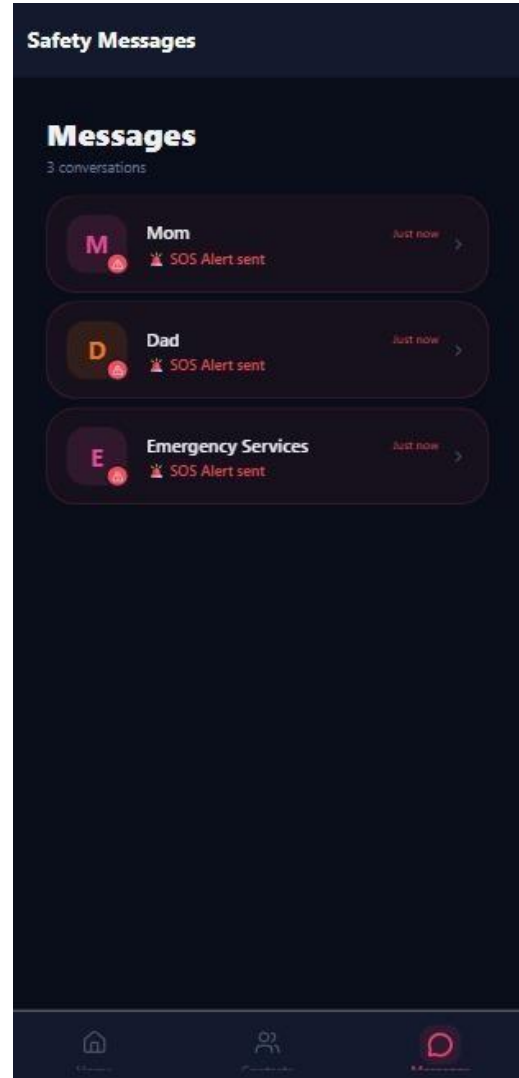 Safety Messages
Messages
3 conversations
M
Mom
Just now
🚨 SOS Alert sent
D
Dad
Just now
🚨 SOS Alert sent
E
Emergency Services
Just now
🚨 SOS Alert sent